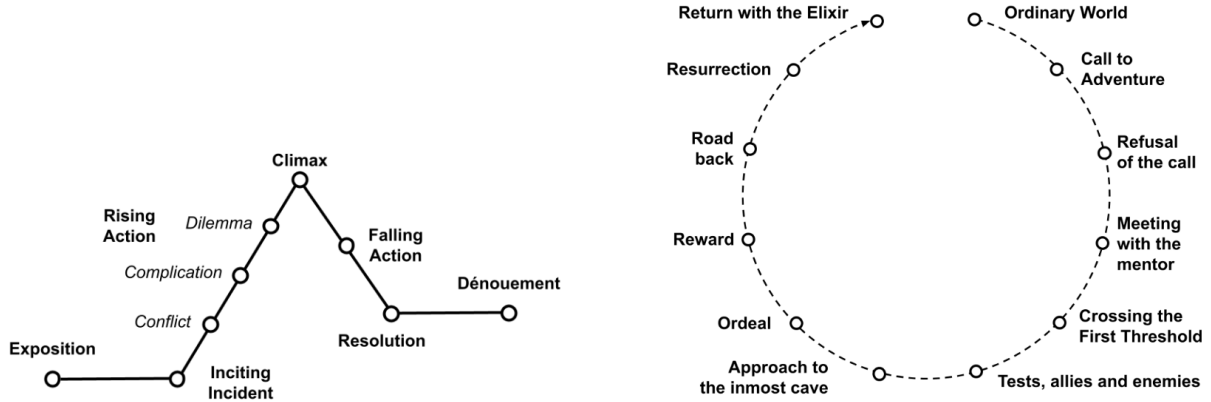 Climax
Rising
Action
Dilemma
Complication
Conflict
Exposition
Inciting
Incident
Falling
Action
Resolution
Dénouement
Return with the Elixir
Ordinary World
Resurrection
Call to
Adventure
Road
back
Refusal
of the call
Reward
Meeting
with the
mentor
Ordeal
Crossing the
First Threshold
Approach to
the inmost cave
Tests, allies and enemies